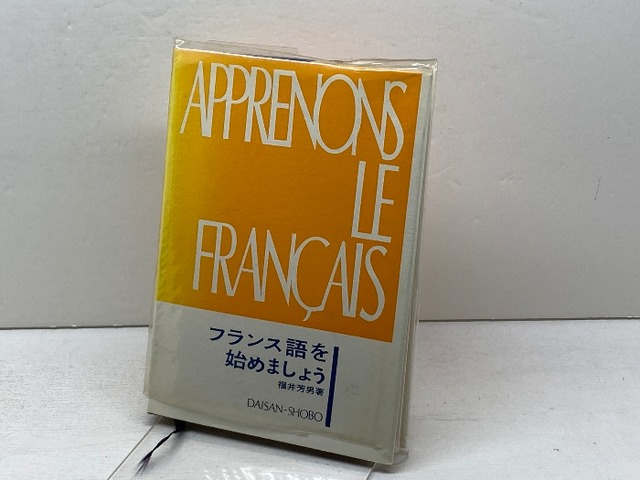 APPRENONS
LE
FRANÇAIS
フランス語を
始めましょう
福井芳男著
DAISAN-SHOBO